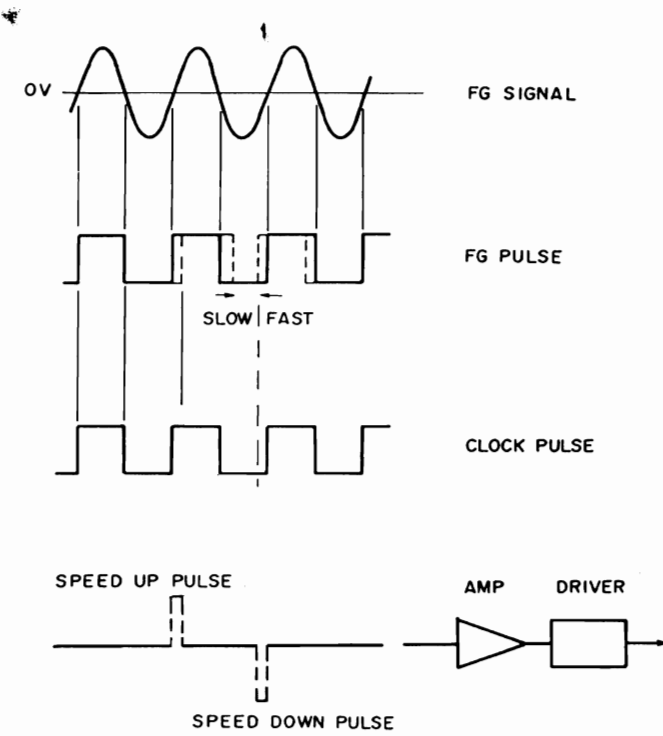 0V
FG SIGNAL
FG PULSE
SLOW FAST
CLOCK PULSE
SPEED UP PULSE
AMP DRIVER
SPEED DOWN PULSE